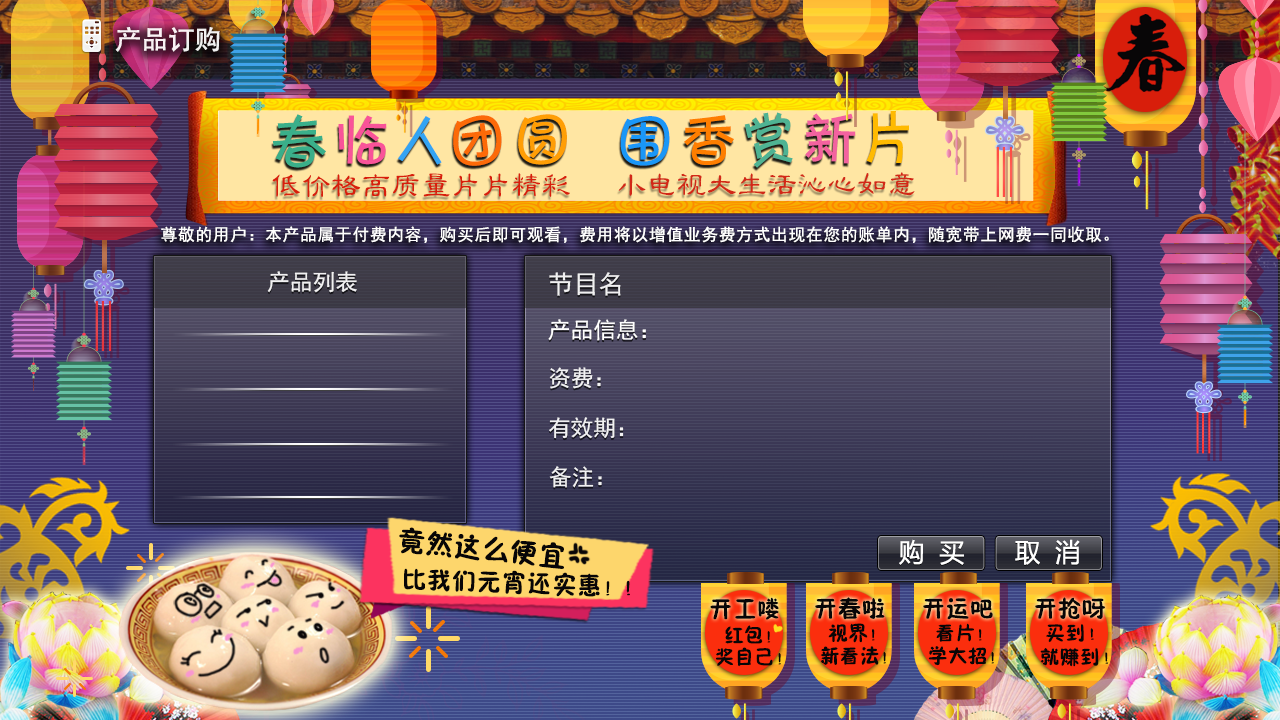 产品订购
春
春临人团圆 围香赏新片
低价格高质量片片精彩 小电视大生活沁心如意
尊敬的用户：本产品属于付费内容，购买后即可观看，费用将以增值业务费方式出现在您的账单内，随宽带上网费一同收取。
产品列表
节目名
产品信息：
资费：
有效期：
备注：
购买
取消
竟然这么便宜
比我们元宵还实惠！！
开工喽
红包！
奖自己！
开春啦
视界！
新看法！
开运吧
看片！
学大招！
开抢呀
买到！
就赚到！